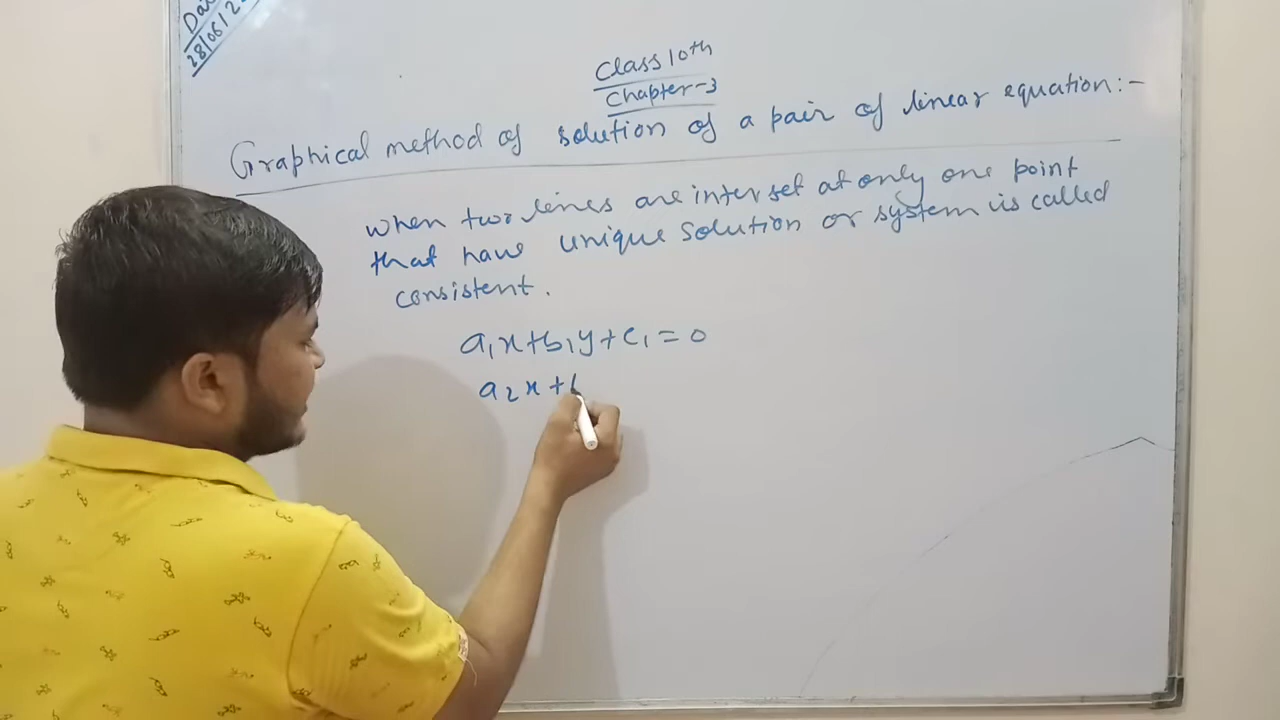 28/06/2
Class 10th
Chapter-3
Graphical method of solution of a pair of linear equation:-
when two lines are interset at only one point
that have unique solution or system is called
consistent.
a₁x+b₁y+c₁=0
a₂x+